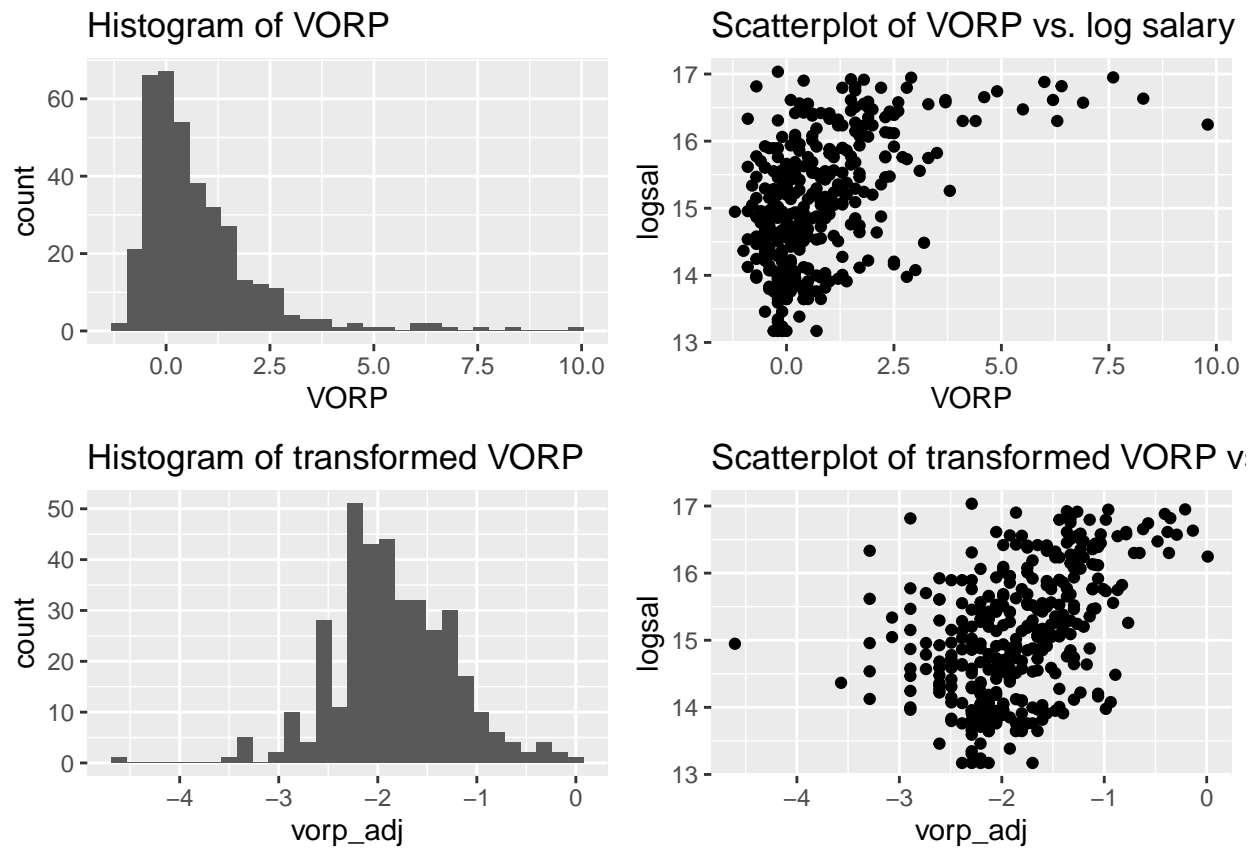 Histogram of VORP
60
40
20
0
count
0.0 2.5 5.0 7.5 10.0
VORP
Scatterplot of VORP vs. log salary
17
16
15
14
13
logsal
0.0 2.5 5.0 7.5 10.0
VORP
Histogram of transformed VORP
50
40
30
20
10
0
count
−4 −3 −2 −1 0
vorp_adj
Scatterplot of transformed VORP vs
17
16
15
14
13
logsal
−4 −3 −2 −1 0
vorp_adj